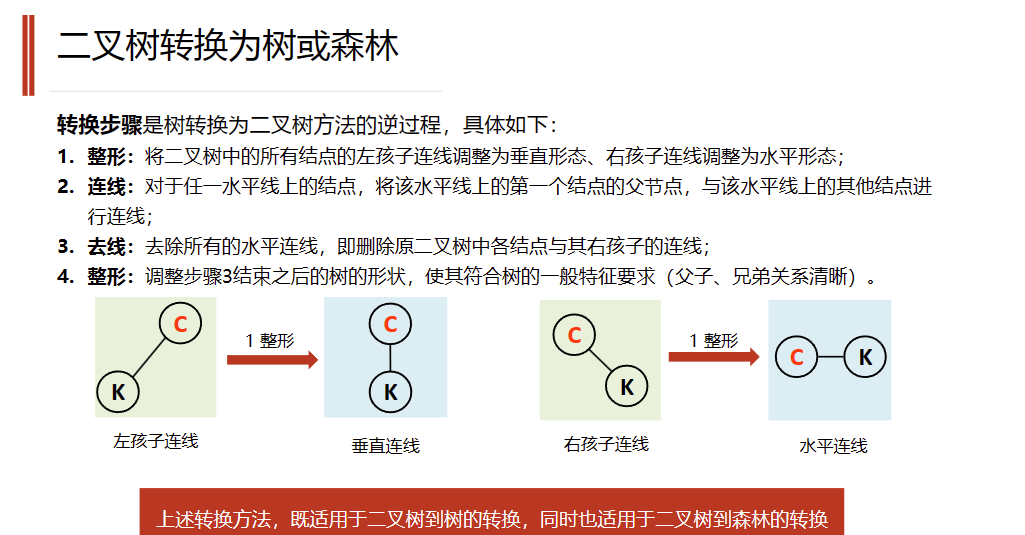 二叉树转换为树或森林
转换步骤是树转换为二叉树方法的逆过程，具体如下：
1. 整形：将二叉树中的所有结点的左孩子连线调整为垂直形态、右孩子连线调整为水平形态；
2. 连线：对于任一水平线上的结点，将该水平线上的第一个结点的父节点，与该水平线上的其他结点进
行连线；
3. 去线：去除所有的水平连线，即删除原二叉树中各结点与其右孩子的连线；
4. 整形：调整步骤3结束之后的树的形状，使其符合树的一般特征要求（父子、兄弟关系清晰）。
C
K
1 整形
C
K
C
K
1 整形
C K
左孩子连线
垂直连线
右孩子连线
水平连线
上述转换方法，既适用于二叉树到树的转换，同时也适用于二叉树到森林的转换